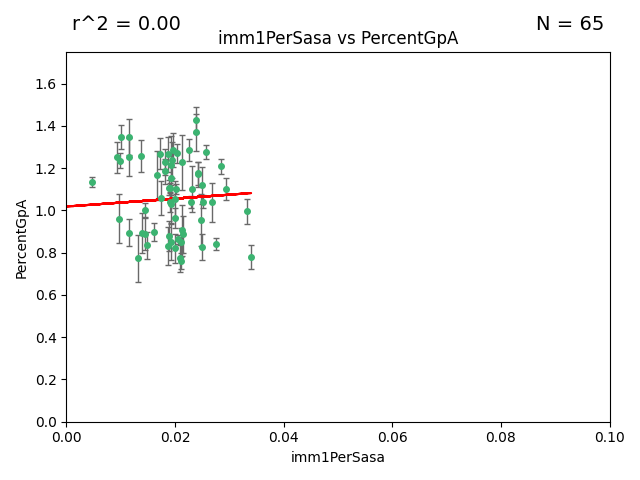 r^2 = 0.00
N = 65
imm1PerSasa vs PercentGpA
1.6
1.4
1.2
1.0
0.8
0.6
0.4
0.2
0.0
PercentGpA
0.00 0.02 0.04 0.06 0.08 0.10
imm1PerSasa